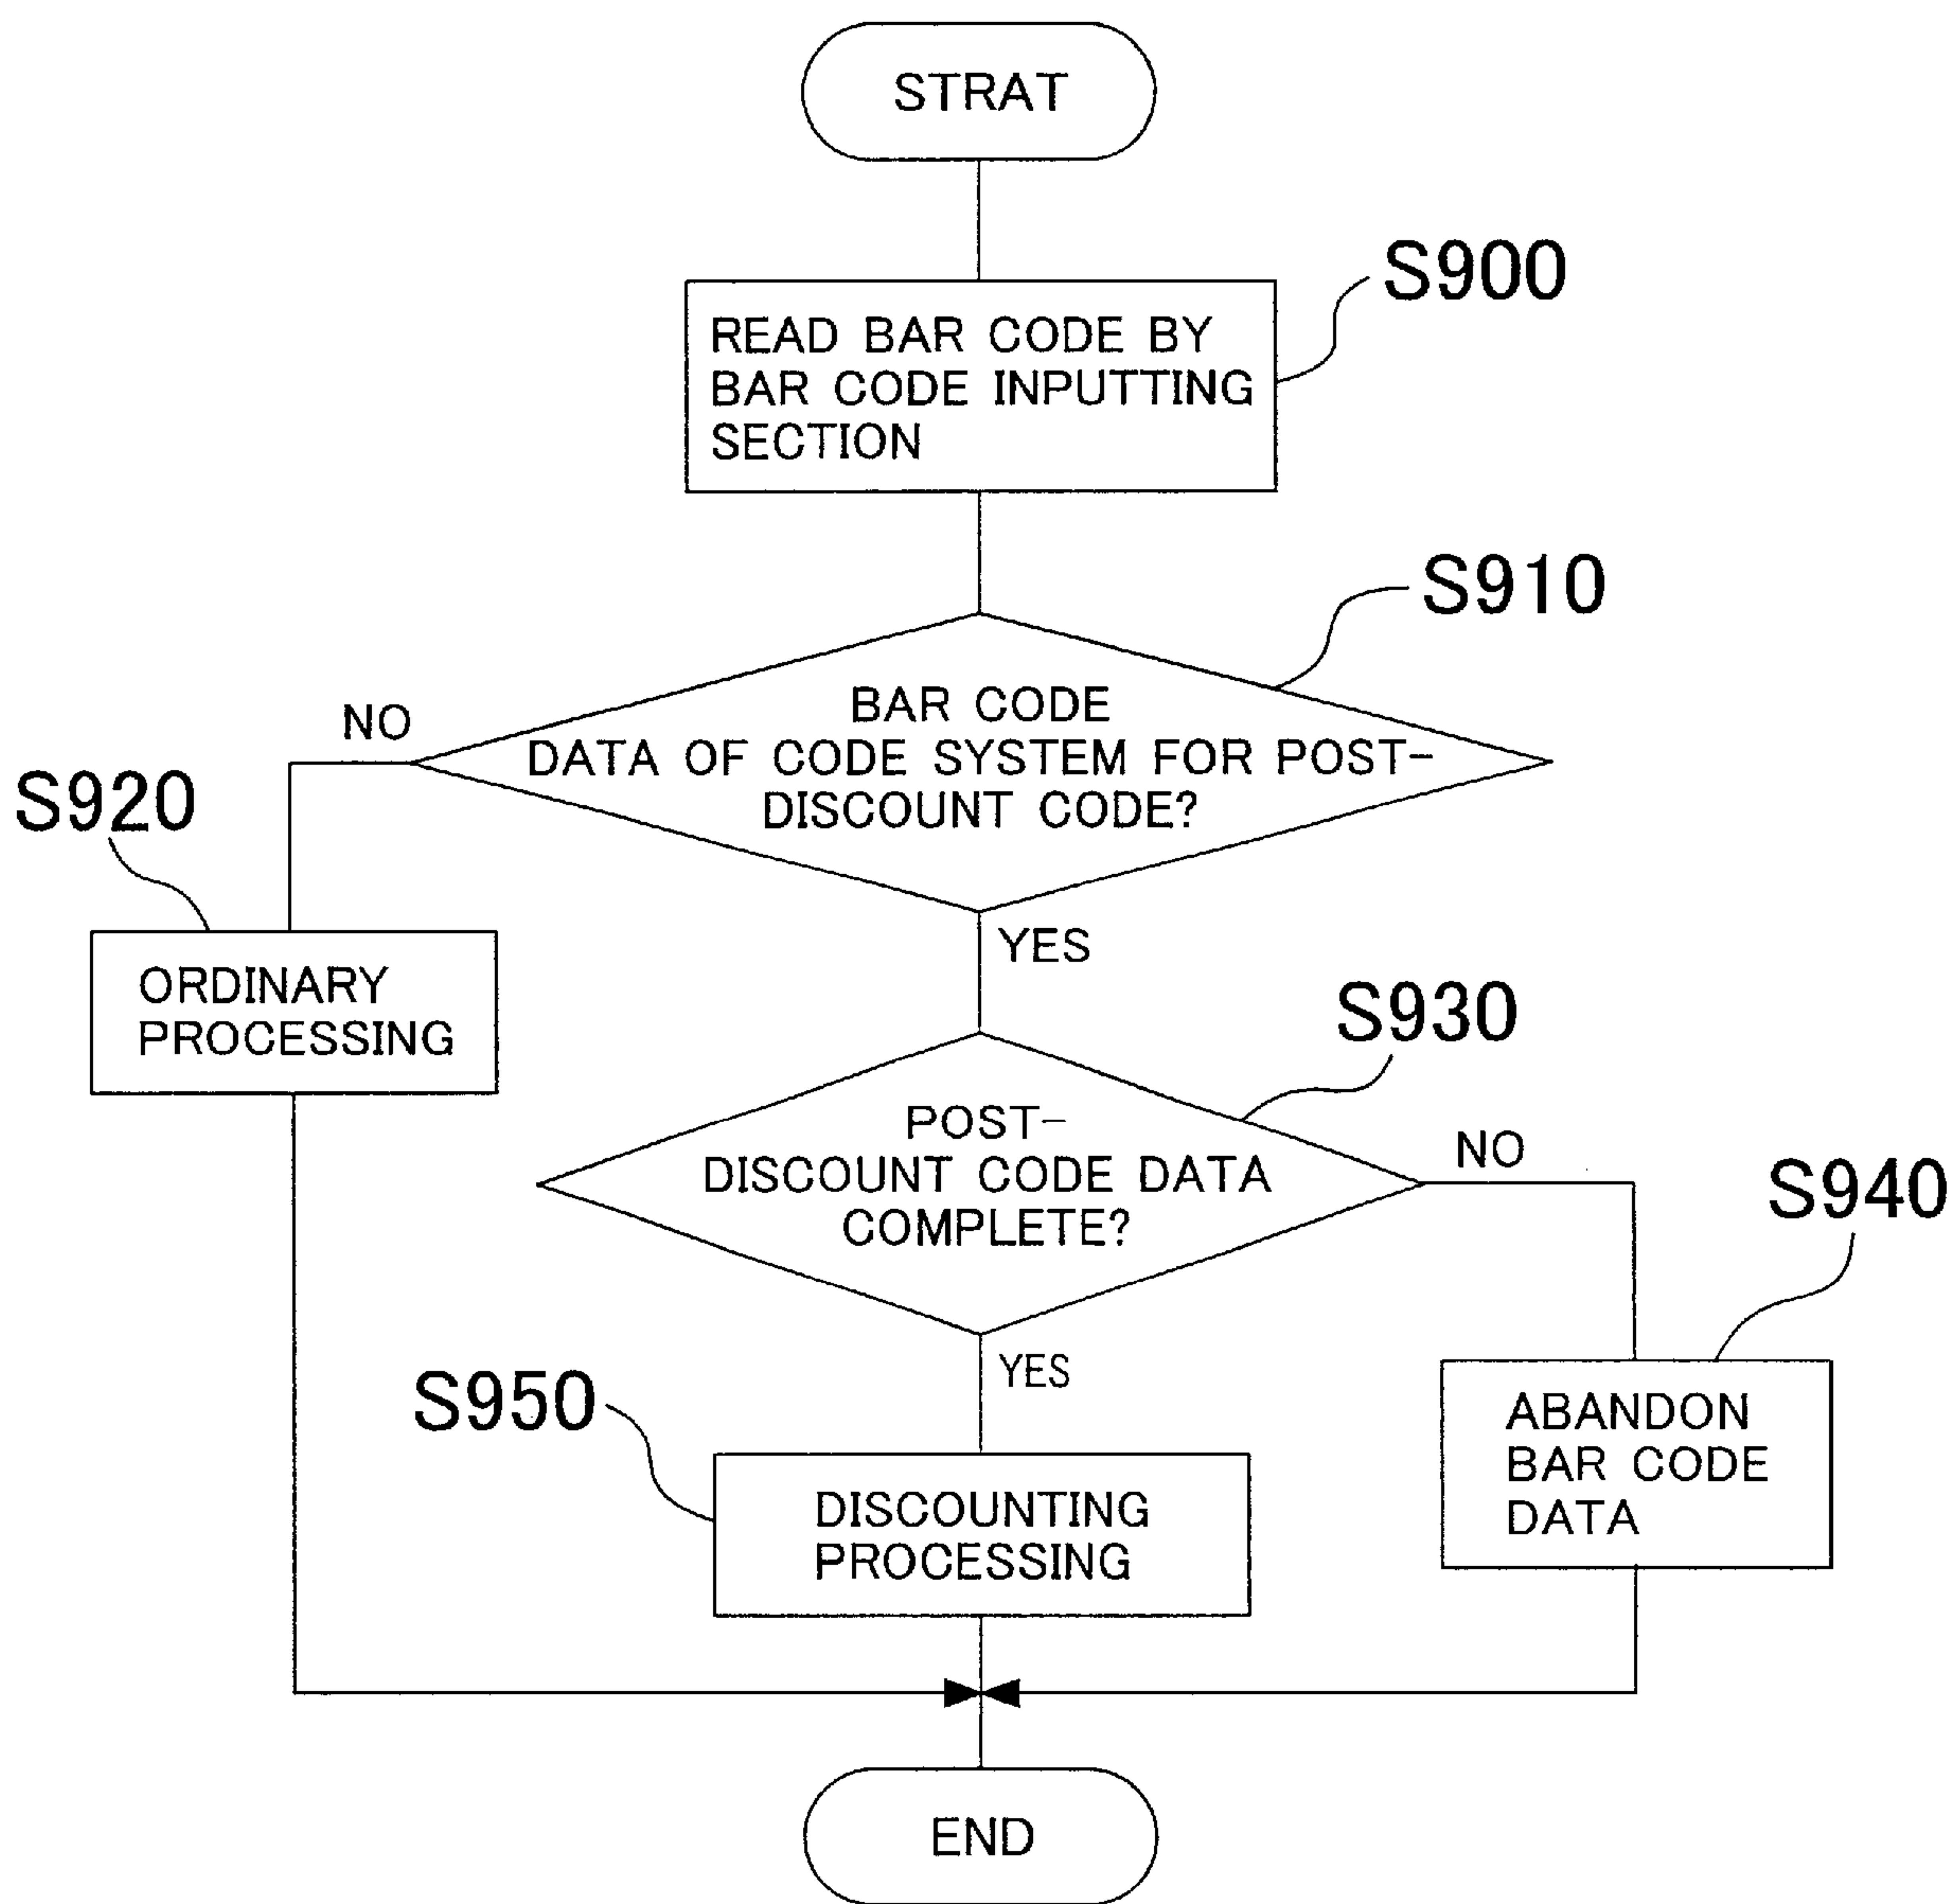 STRAT
S900
READ BAR CODE BY
BAR CODE INPUTTING
SECTION
S910
BAR CODE
DATA OF CODE SYSTEM FOR POST-
DISCOUNT CODE?
NO
S920
YES
ORDINARY
PROCESSING
S930
POST-
DISCOUNT CODE DATA
COMPLETE?
NO
S940
YES
S950
ABANDON
BAR CODE
DATA
DISCOUNTING
PROCESSING
END